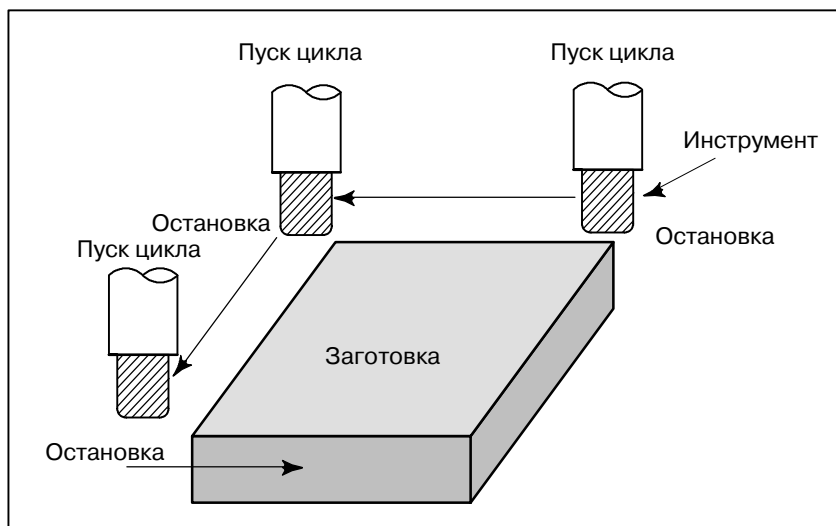 Пуск цикла
Пуск цикла
Инструмент
Остановка
Остановка
Пуск цикла
Заготовка
Остановка